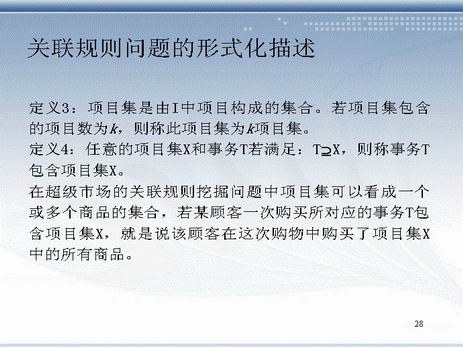 关联规则问题的形式化描述
定义3：项目集是由I中项目构成的集合。若项目集包含
的项目数为k，则称此项目集为k项目集。
定义4：任意的项目集X和事务T若满足：T⊇X，则称事务T
包含项目集X。
在超级市场的关联规则挖掘问题中项目集可以看成一个
或多个商品的集合，若某顾客一次购买所对应的事务T包
含项目集X，就是说该顾客在这次购物中购买了项目集X
中的所有商品。
28